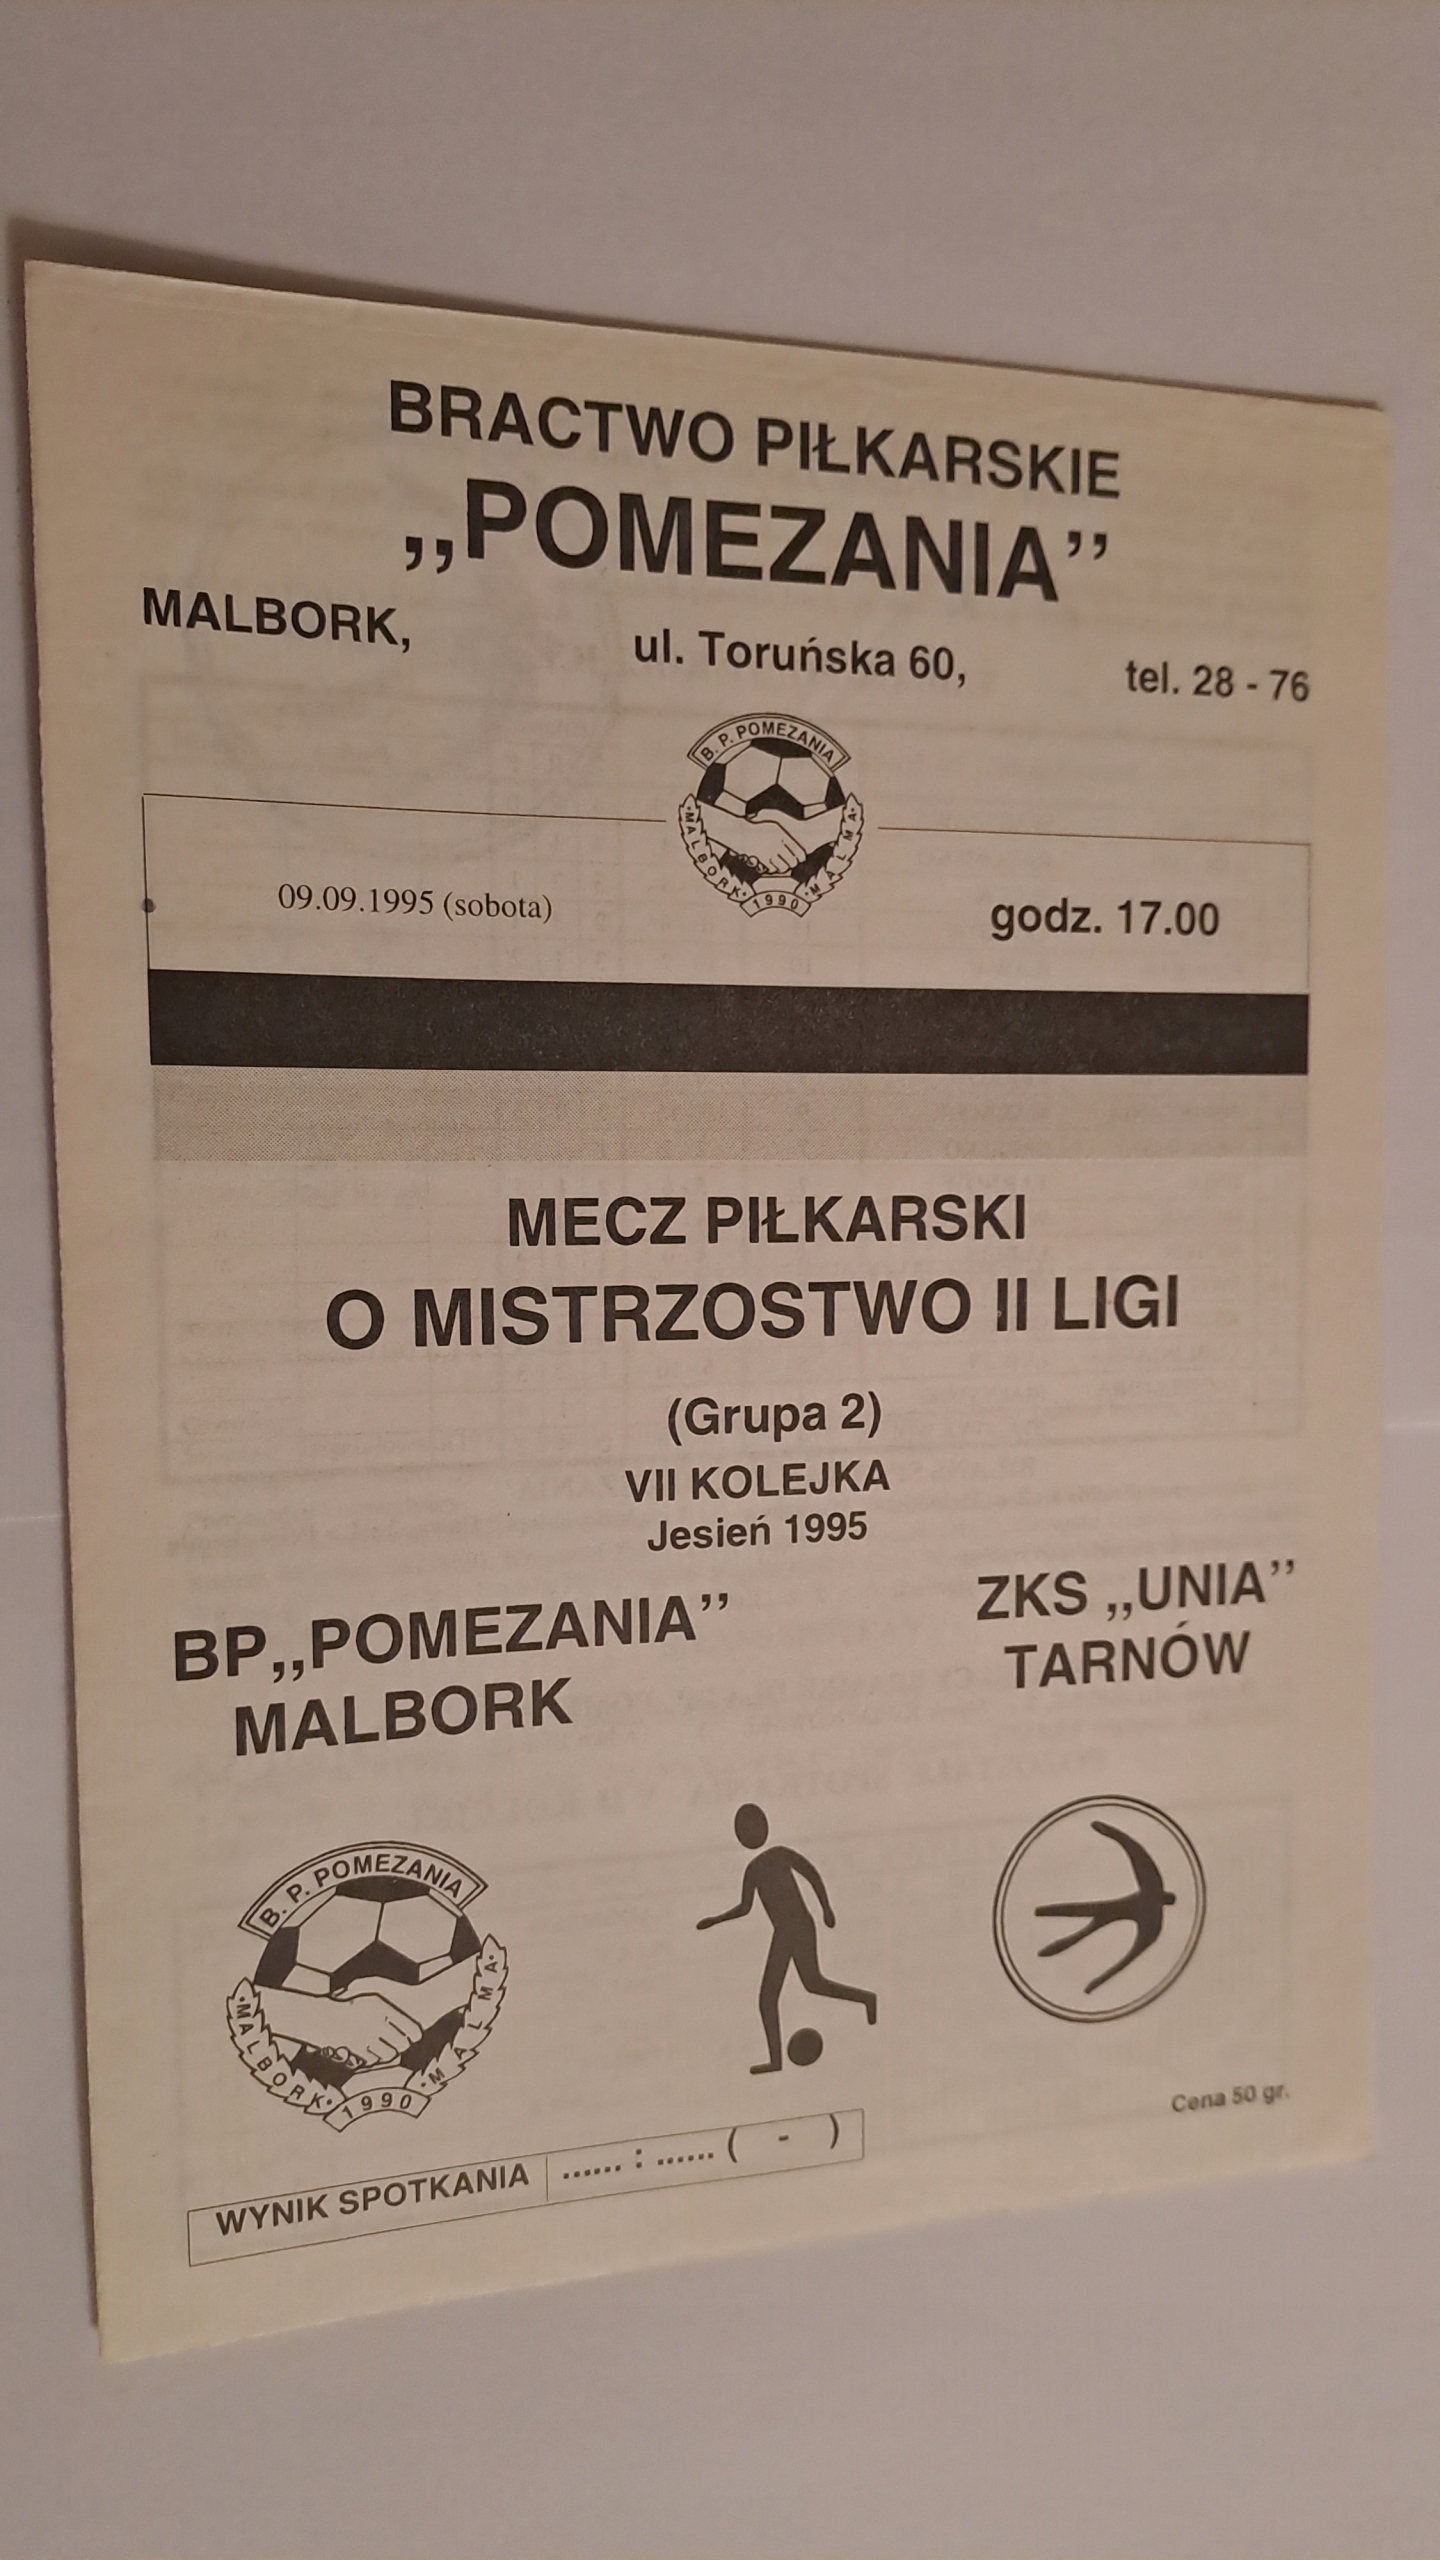 BRACTWO PIŁKARSKIE
,,POMEZANIA’’
MALBORK, ul. Toruńska 60, tel. 28 - 76
B. P. POMEZANIA
MALBORK • 1990 • MALMA
09.09.1995 (sobota) godz. 17.00
MECZ PIŁKARSKI
O MISTRZOSTWO II LIGI
(Grupa 2)
VII KOLEJKA
Jesień 1995
BP,,POMEZANIA’’
MALBORK
ZKS ,,UNIA’’
TARNÓW
B. P. POMEZANIA
MALBORK • 1990 • MALMA
Cena 50 gr.
WYNIK SPOTKANIA ...... : ...... ( - )